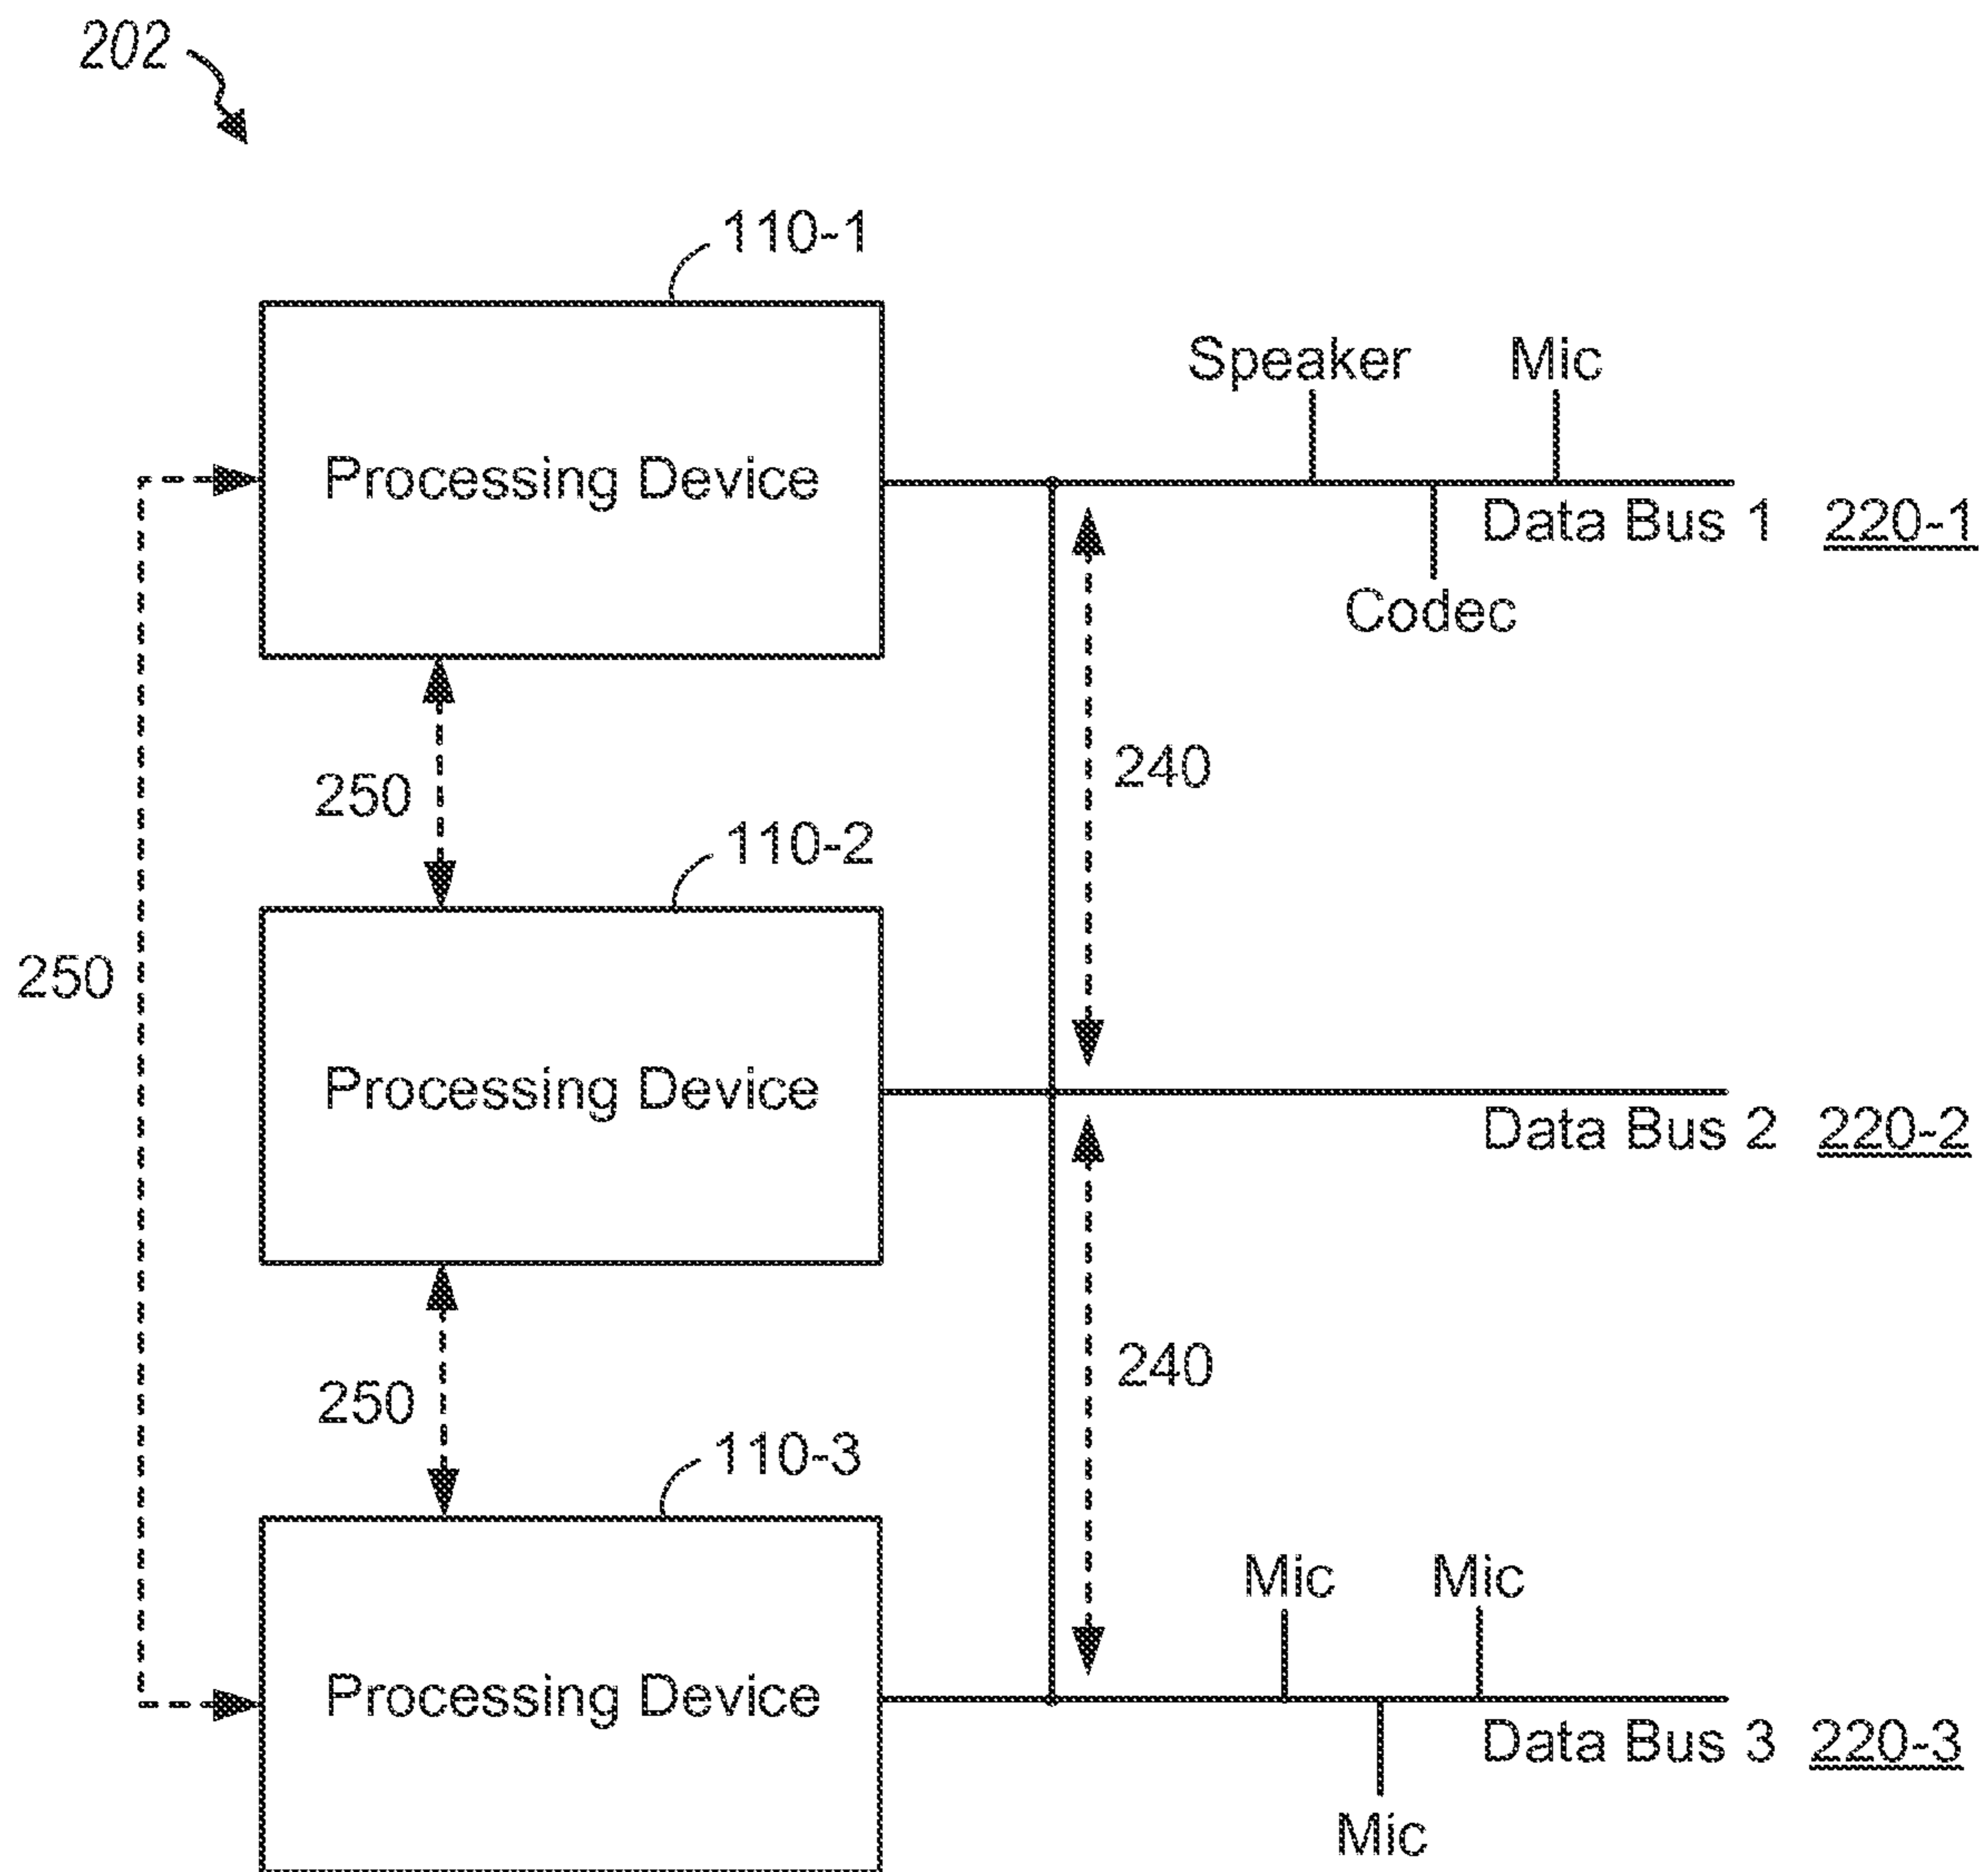 202
110-1
Speaker Mic
Processing Device
Data Bus 1 220-1
Codec
250
240
110-2
250
Processing Device
Data Bus 2 220-2
250
240
110-3
Mic Mic
Processing Device
Data Bus 3 220-3
Mic